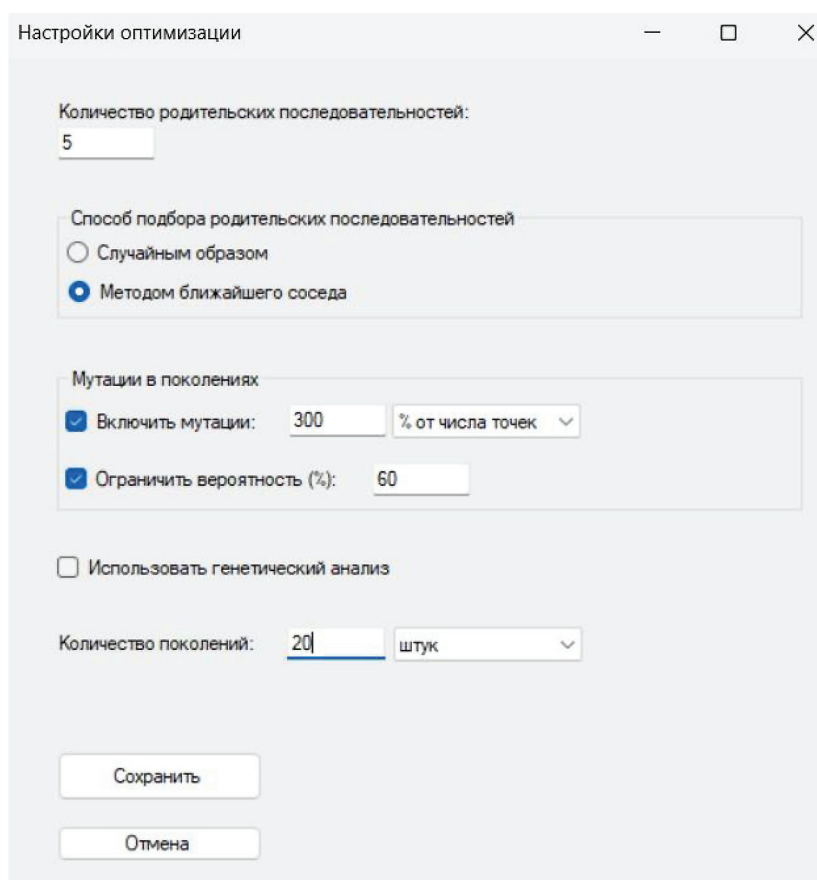 Настройки оптимизации
Количество родительских последовательностей:
5
Способ подбора родительских последовательностей
Случайным образом
Методом ближайшего соседа
Мутации в поколениях
Включить мутации: 300 % от числа точек
Ограничить вероятность (%): 60
Использовать генетический анализ
Количество поколений: 20 штук
Сохранить
Отмена